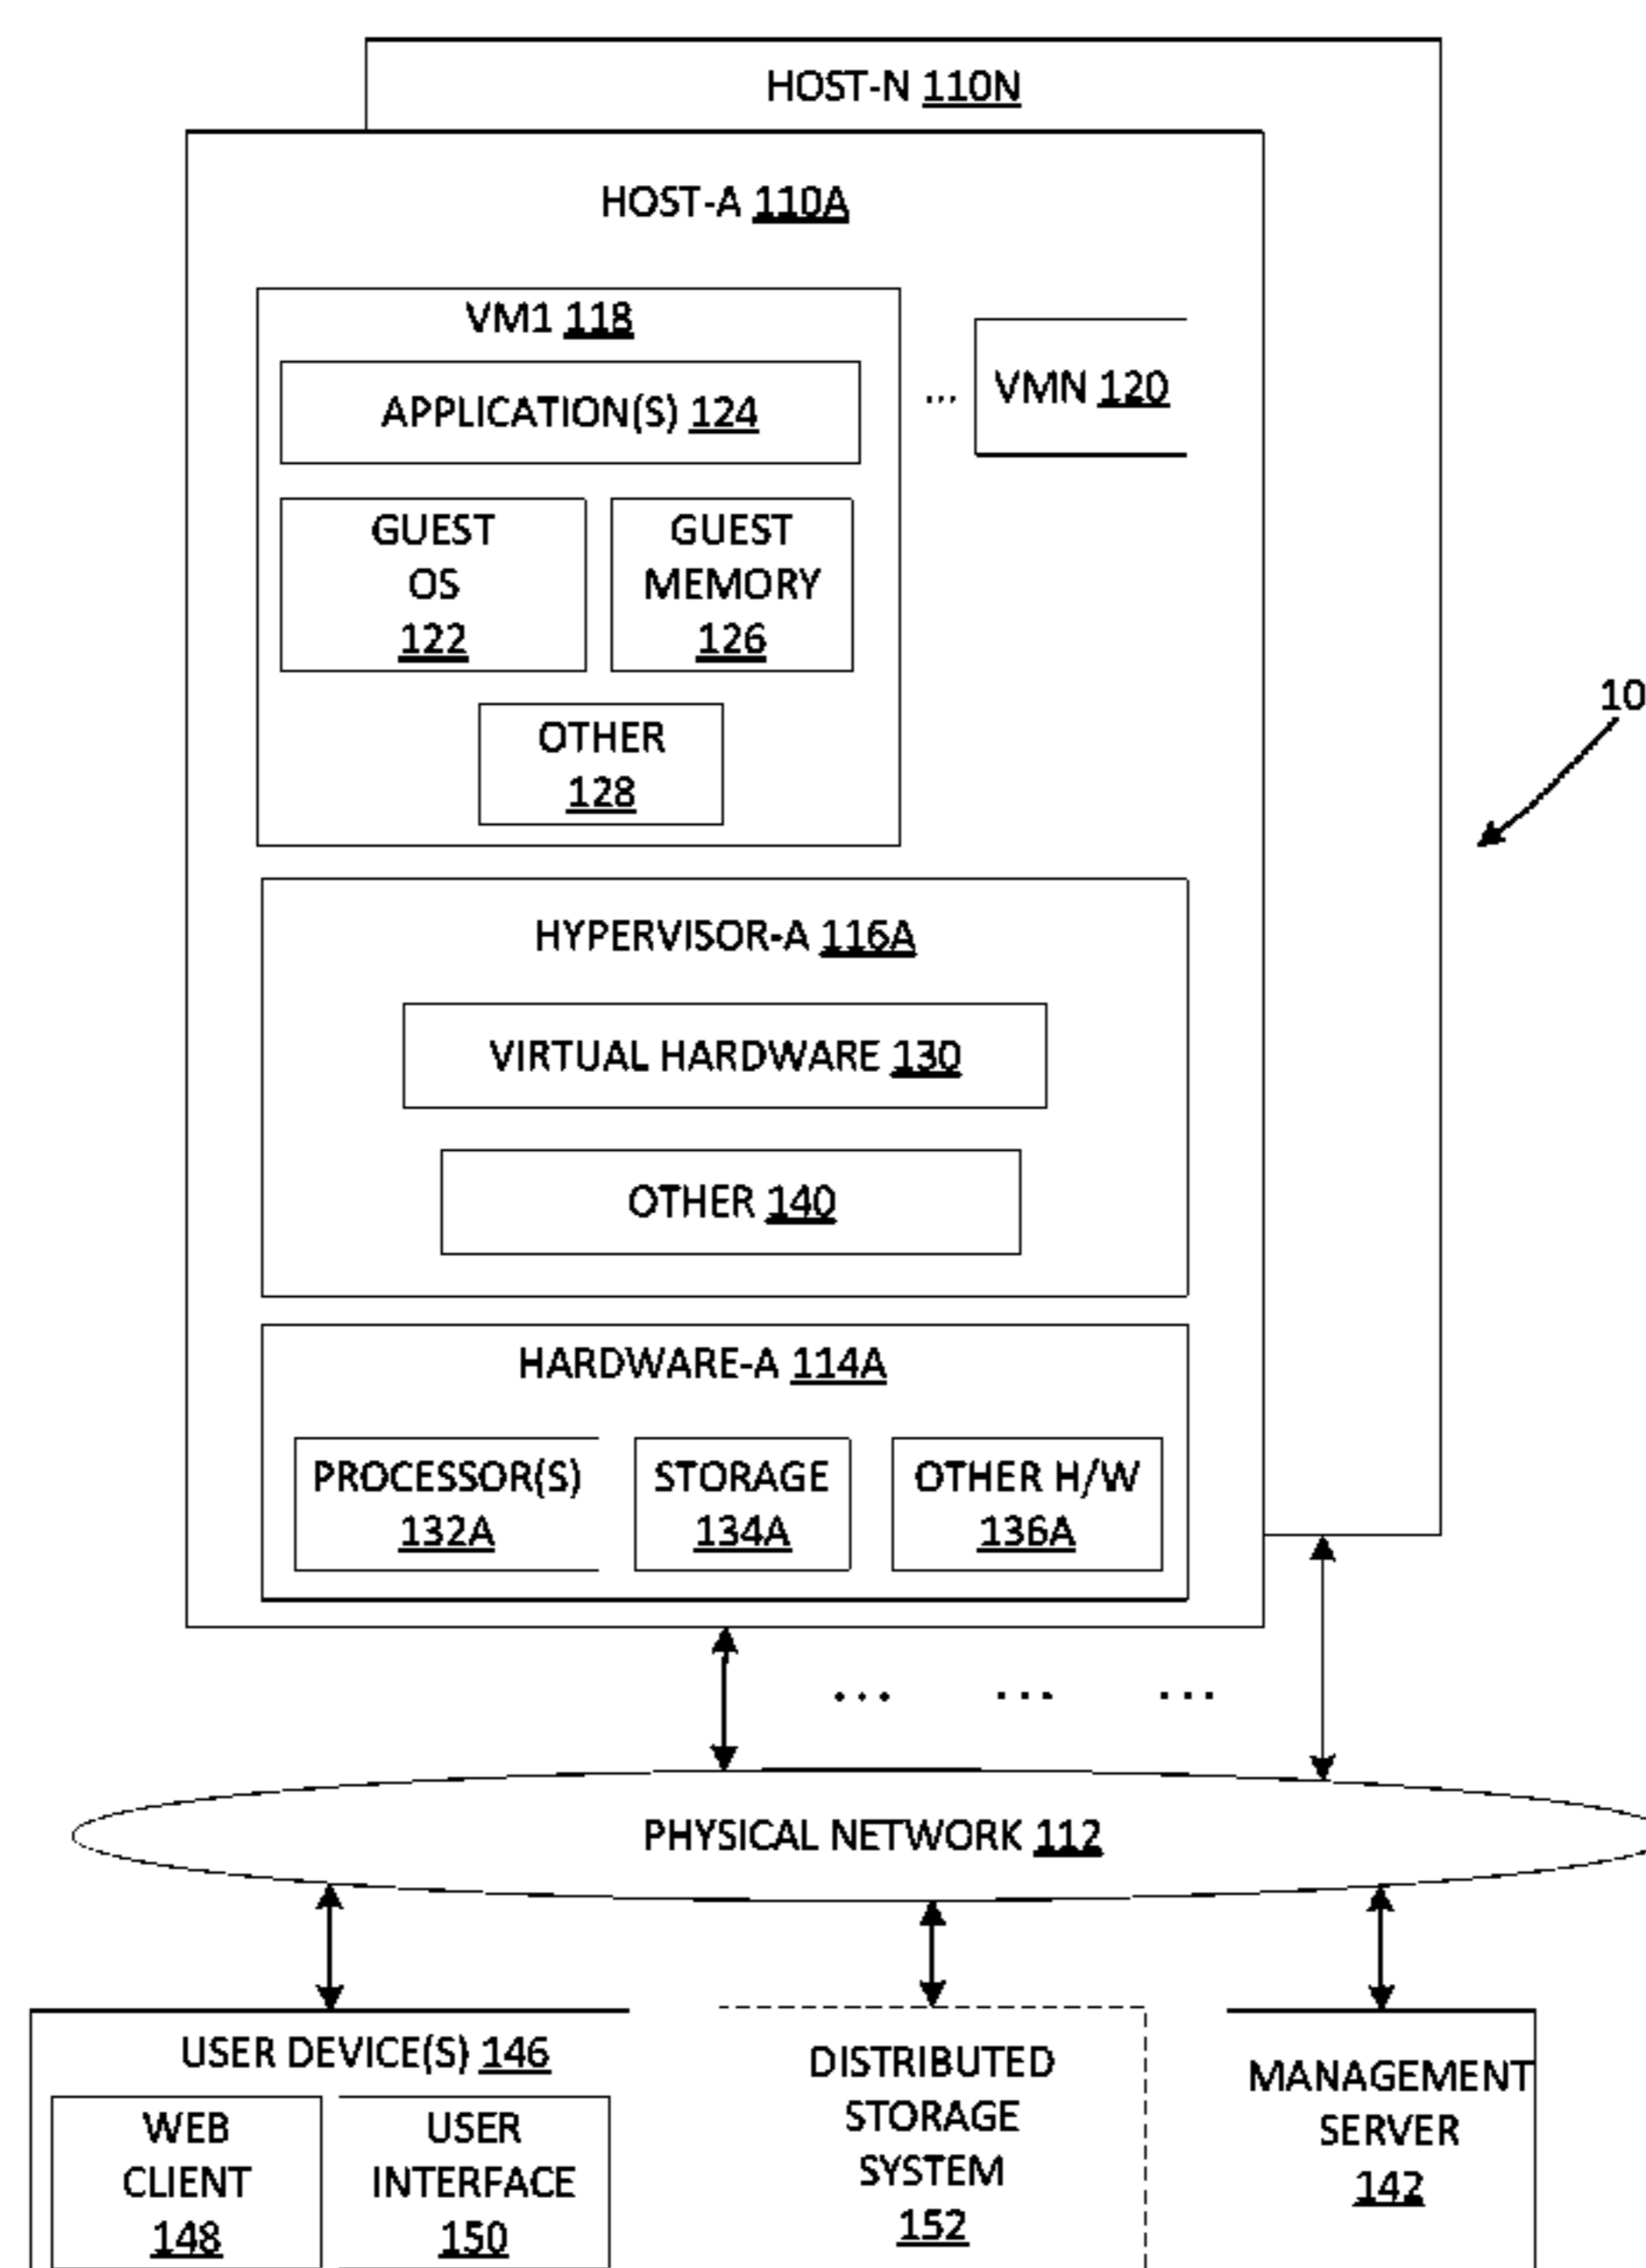 HOST-N 110N
HOST-A 110A
VM1 118
APPLICATION(S) 124
... VMN 120
GUEST
OS
122
GUEST
MEMORY
126
OTHER
128
10
HYPERVISOR-A 116A
VIRTUAL HARDWARE 130
OTHER 140
HARDWARE-A 114A
PROCESSOR(S)
132A
STORAGE
134A
OTHER H/W
136A
... ... ...
PHYSICAL NETWORK 112
USER DEVICE(S) 146
WEB
CLIENT
148
USER
INTERFACE
150
DISTRIBUTED
STORAGE
SYSTEM
152
MANAGEMENT
SERVER
142